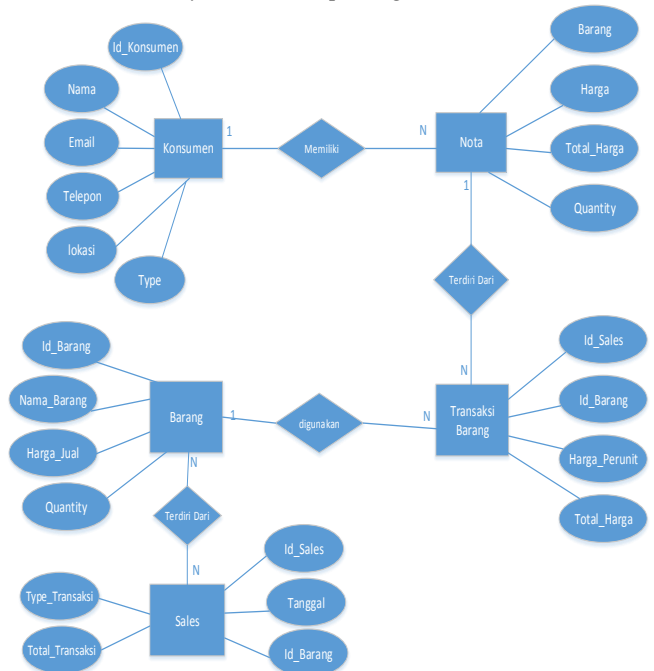 Id_Konsumen
Nama
Email
Telepon
lokasi
Type
Konsumen
1
Memiliki
N
Nota
Barang
Harga
Total_Harga
Quantity
1
Terdiri Dari
N
Id_Barang
Nama_Barang
Harga_Jual
Quantity
Barang
1
digunakan
N
Transaksi
Barang
Id_Sales
Id_Barang
Harga_Perunit
Total_Harga
N
Terdiri Dari
N
Type_Transaksi
Total_Transaksi
Sales
Id_Sales
Tanggal
Id_Barang